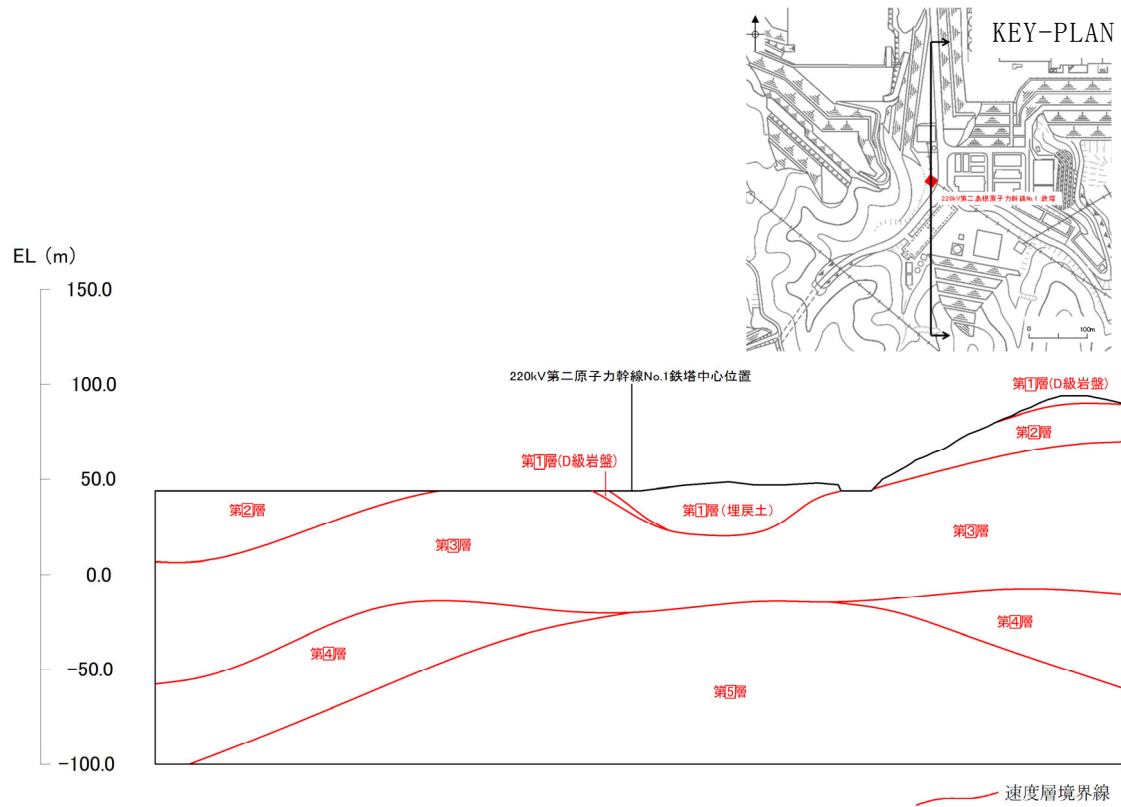 KEY-PLAN
220kV第二島根原子力幹線No.1 鉄塔
0 100m
EL (m)
150.0
100.0
50.0
0.0
-50.0
-100.0
220kV第二原子力幹線No.1鉄塔中心位置
第1層(D級岩盤)
第2層
第1層(D級岩盤)
第2層
第1層(埋戻土)
第3層
第3層
第4層
第4層
第5層
速度層境界線